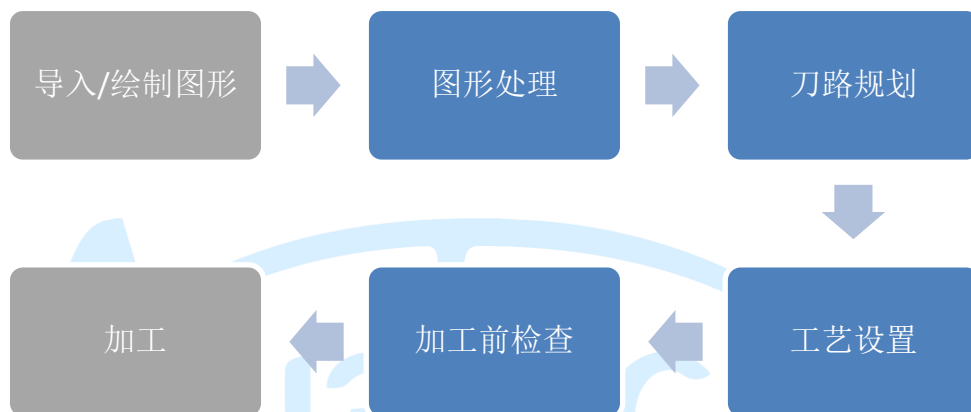 导入/绘制图形
图形处理
刀路规划
工艺设置
加工前检查
加工